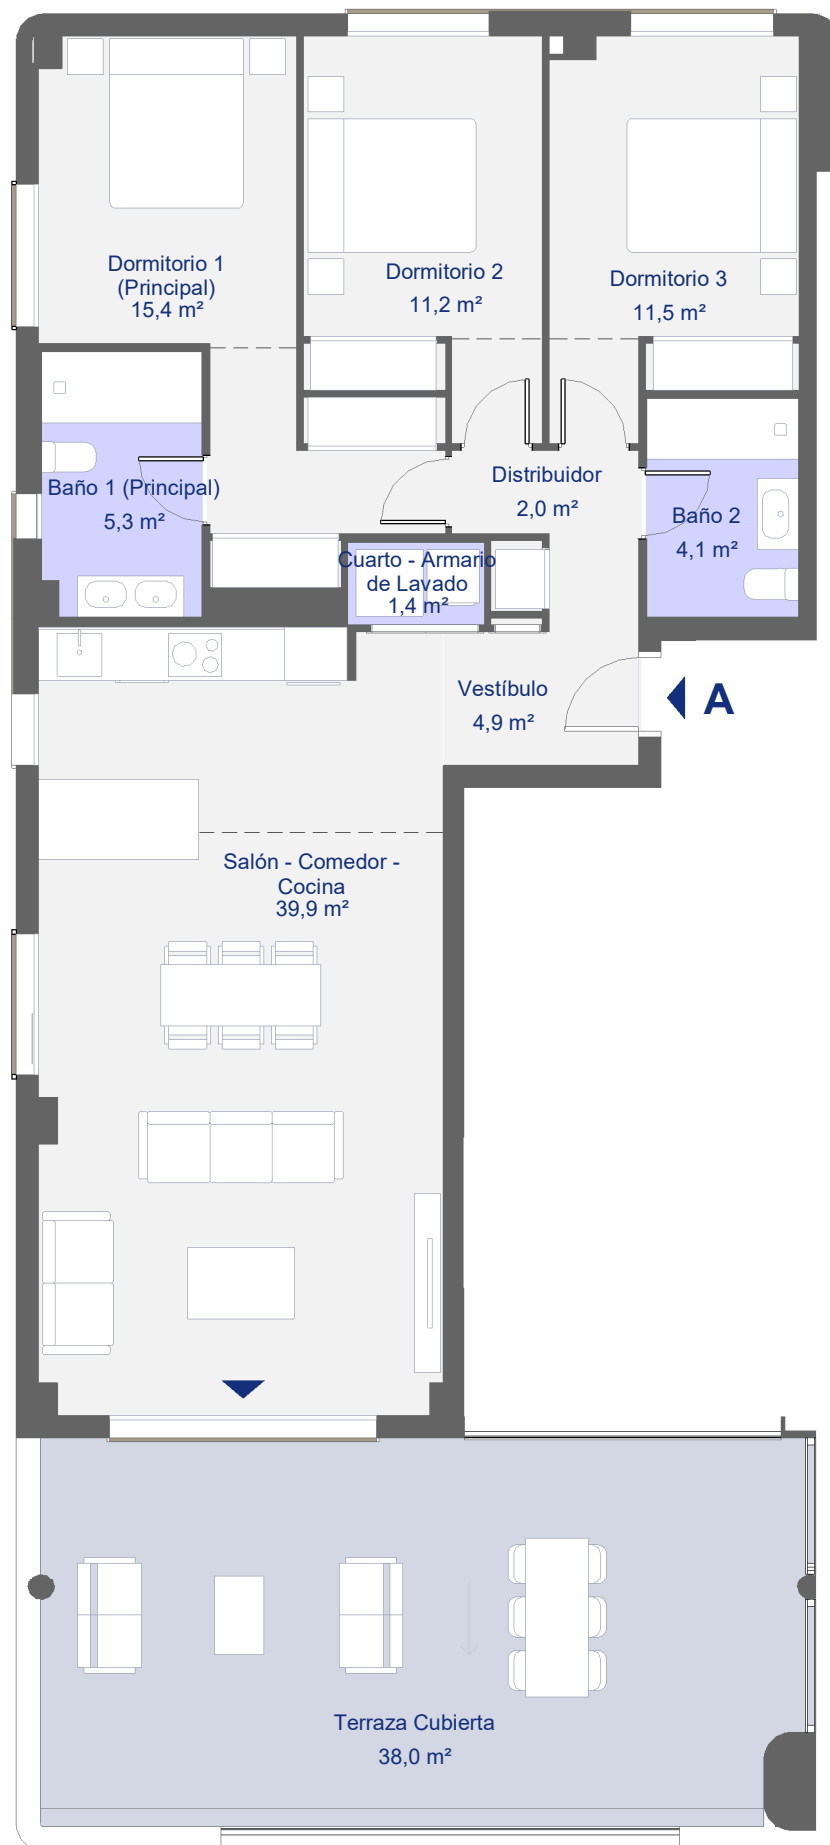 Dormitorio 1
(Principal)
15,4 m²
Dormitorio 2
11,2 m²
Dormitorio 3
11,5 m²
Baño 1 (Principal)
5,3 m²
Distribuidor
2,0 m²
Baño 2
4,1 m²
Cuarto - Armario
de Lavado
1,4 m²
Vestíbulo
4,9 m²
A
Salón - Comedor -
Cocina
39,9 m²
Terraza Cubierta
38,0 m²